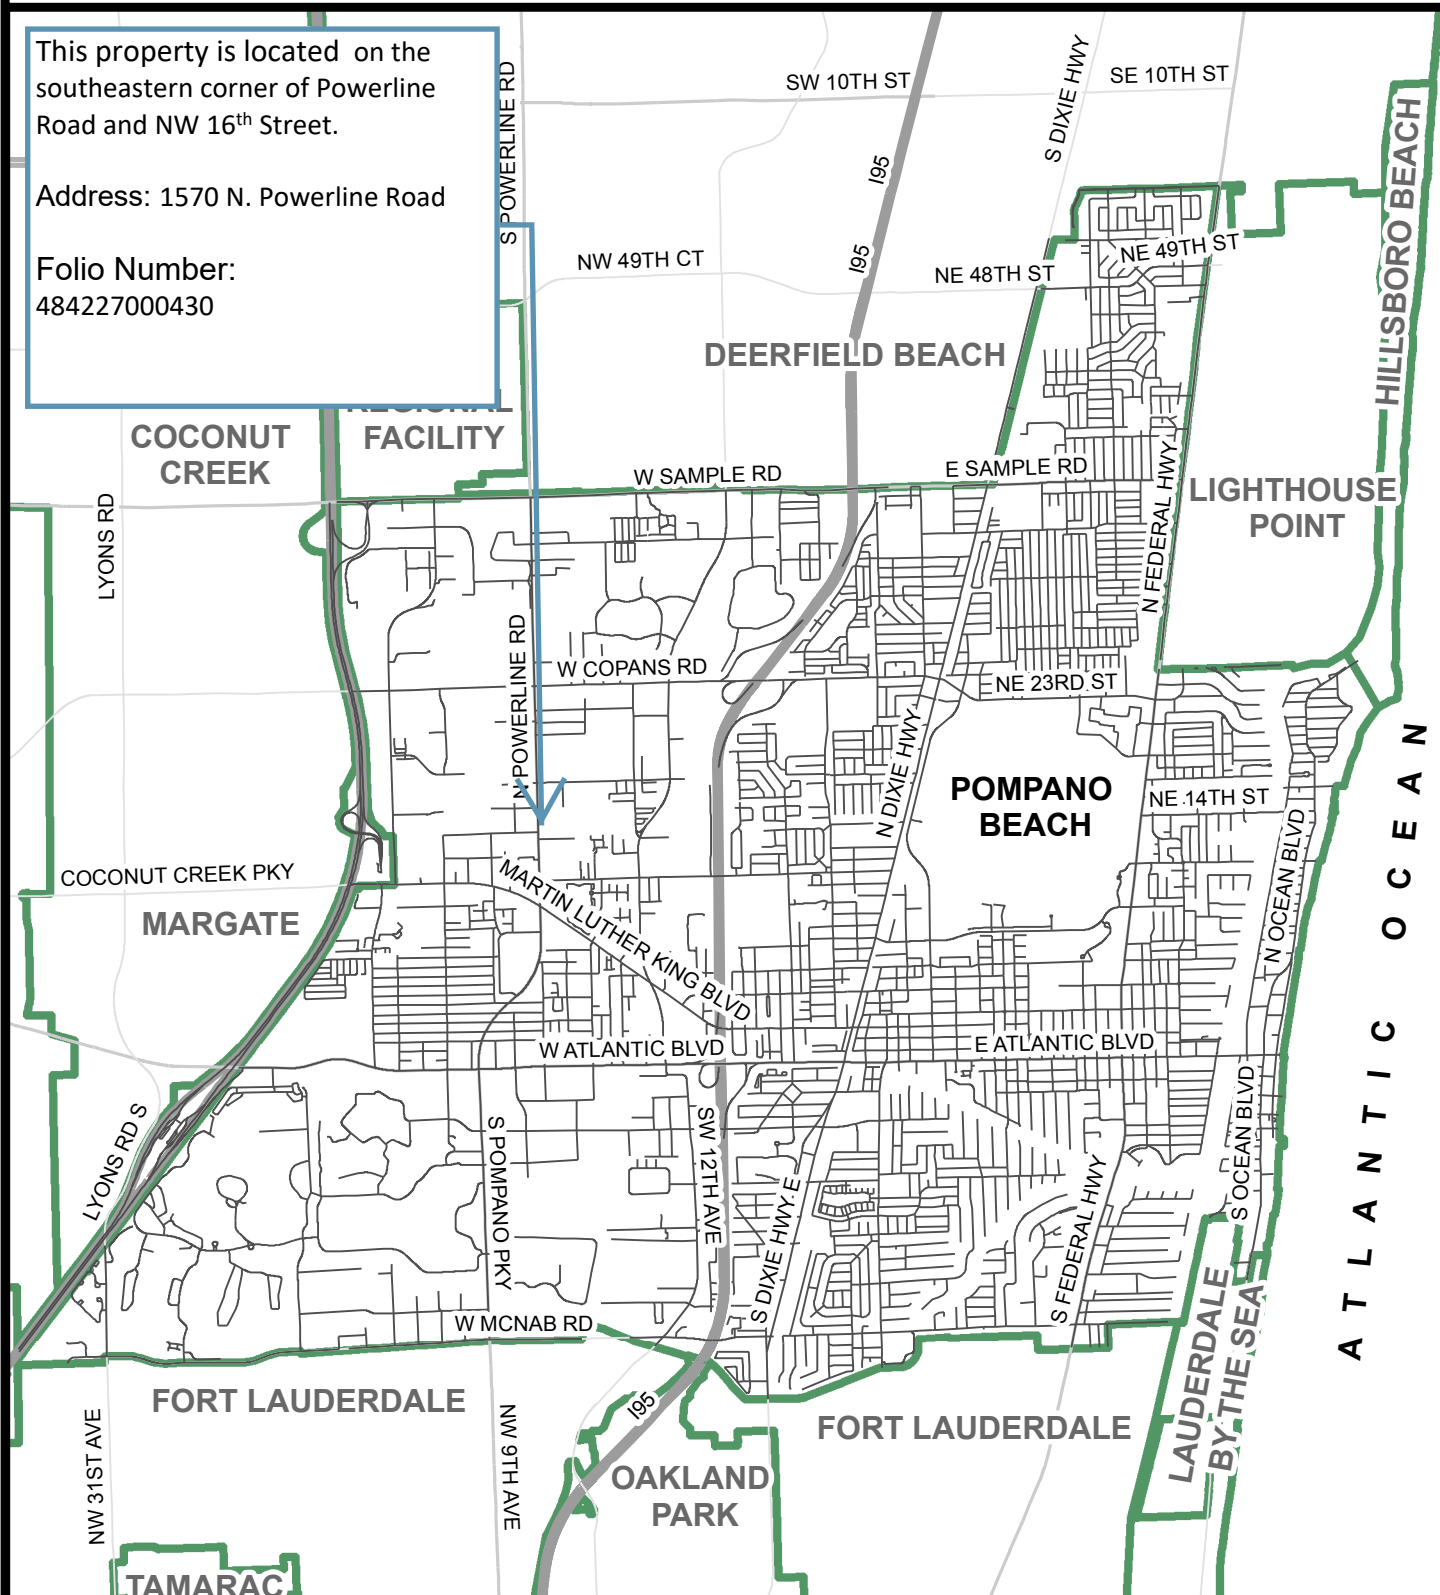 This property is located on the
southeastern corner of Powerline
Road and NW 16th Street.
Address: 1570 N. Powerline Road
Folio Number:
484227000430
S POWERLINE RD
SW 10TH ST
S DIXIE HWY
SE 10TH ST
I95
I95
HILLSBORO BEACH
NW 49TH CT
NE 48TH ST
NE 49TH ST
DEERFIELD BEACH
REGIONAL
FACILITY
COCONUT
CREEK
W SAMPLE RD
E SAMPLE RD
LIGHTHOUSE
POINT
LYONS RD
N FEDERAL HWY
N POWERLINE RD
W COPANS RD
NE 23RD ST
N DIXIE HWY
POMPANO
BEACH
NE 14TH ST
N OCEAN BLVD
ATLANTIC OCEAN
COCONUT CREEK PKY
MARGATE
MARTIN LUTHER KING BLVD
W ATLANTIC BLVD
E ATLANTIC BLVD
LYONS RD S
S POMPANO PKY
SW 12TH AVE
S DIXIE HWY E
S FEDERAL HWY
S OCEAN BLVD
W MCNAB RD
LAUDERDALE
BY THE SEA
FORT LAUDERDALE
FORT LAUDERDALE
I95
NW 31ST AVE
NW 9TH AVE
OAKLAND
PARK
TAMARAC